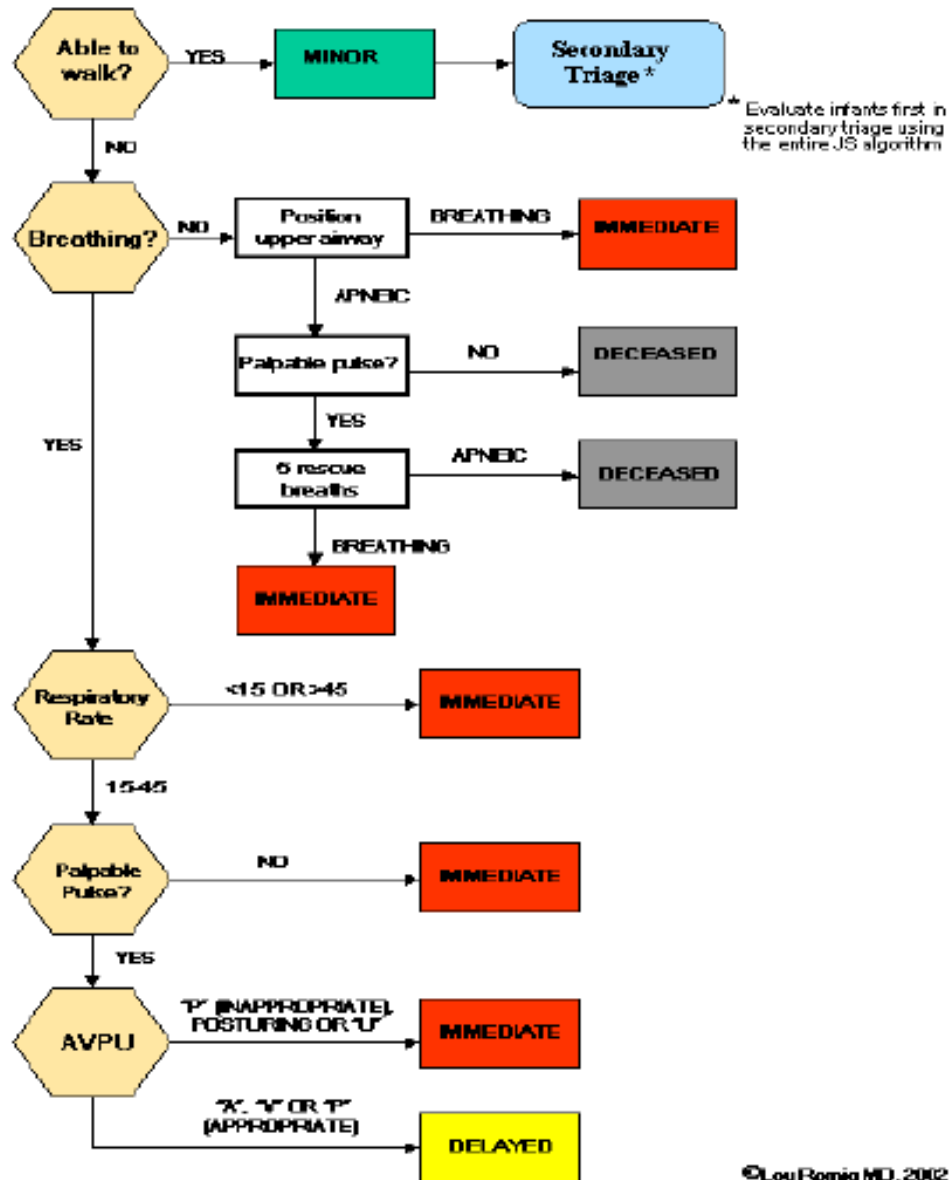 Able to
walk?
YES
MINOR
Secondary
Triage *
* Evaluate infants first in
secondary triage using
the entire JS algorithm
NO
Breathing?
NO
Position
upper airway
BREATHING
IMMEDIATE
APNEIC
Palpable pulse?
NO
DECEASED
YES
5 rescue
breaths
APNEIC
DECEASED
BREATHING
IMMEDIATE
YES
Respiratory
Rate
<15 OR >45
IMMEDIATE
15-45
Palpable
Pulse?
NO
IMMEDIATE
YES
AVPU
"P" (INAPPROPRIATE),
POSTURING OR "U"
IMMEDIATE
"A", "V" OR "P"
(APPROPRIATE)
DELAYED
©Lou Romig MD, 2002